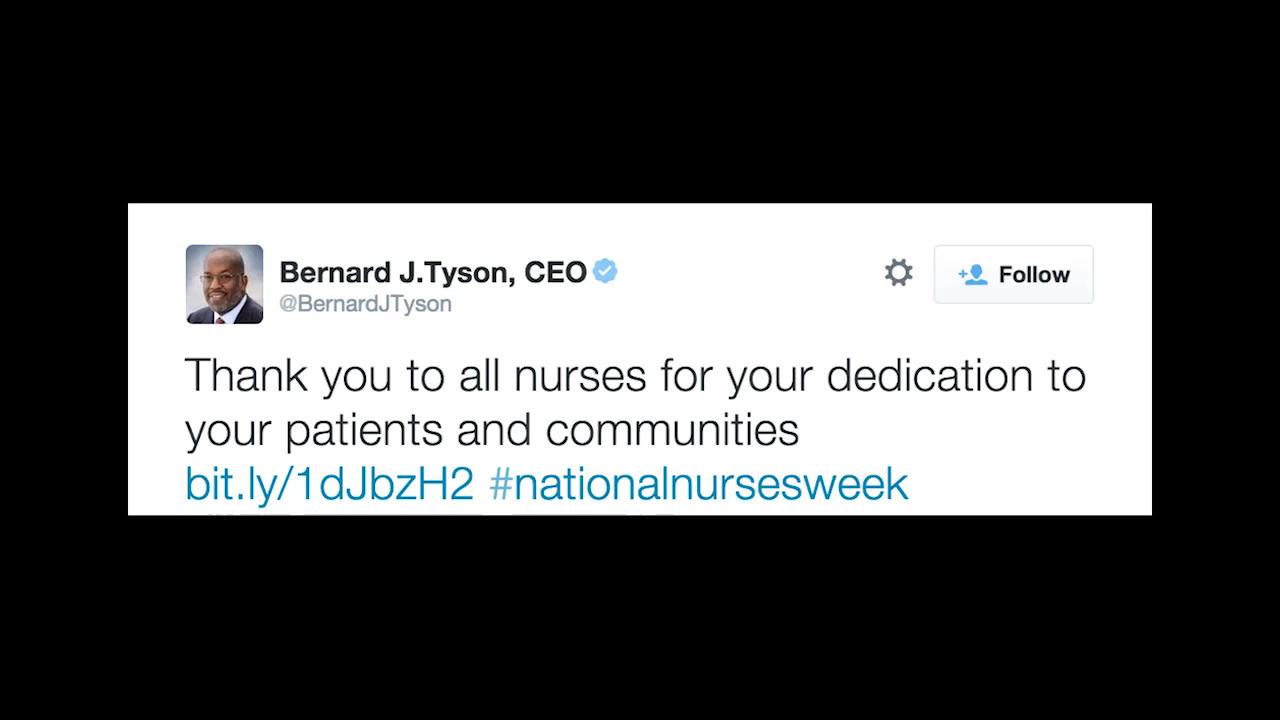 Bernard J.Tyson, CEO
@BernardJTyson
Follow
Thank you to all nurses for your dedication to
your patients and communities
bit.ly/1dJbzH2 #nationalnursesweek